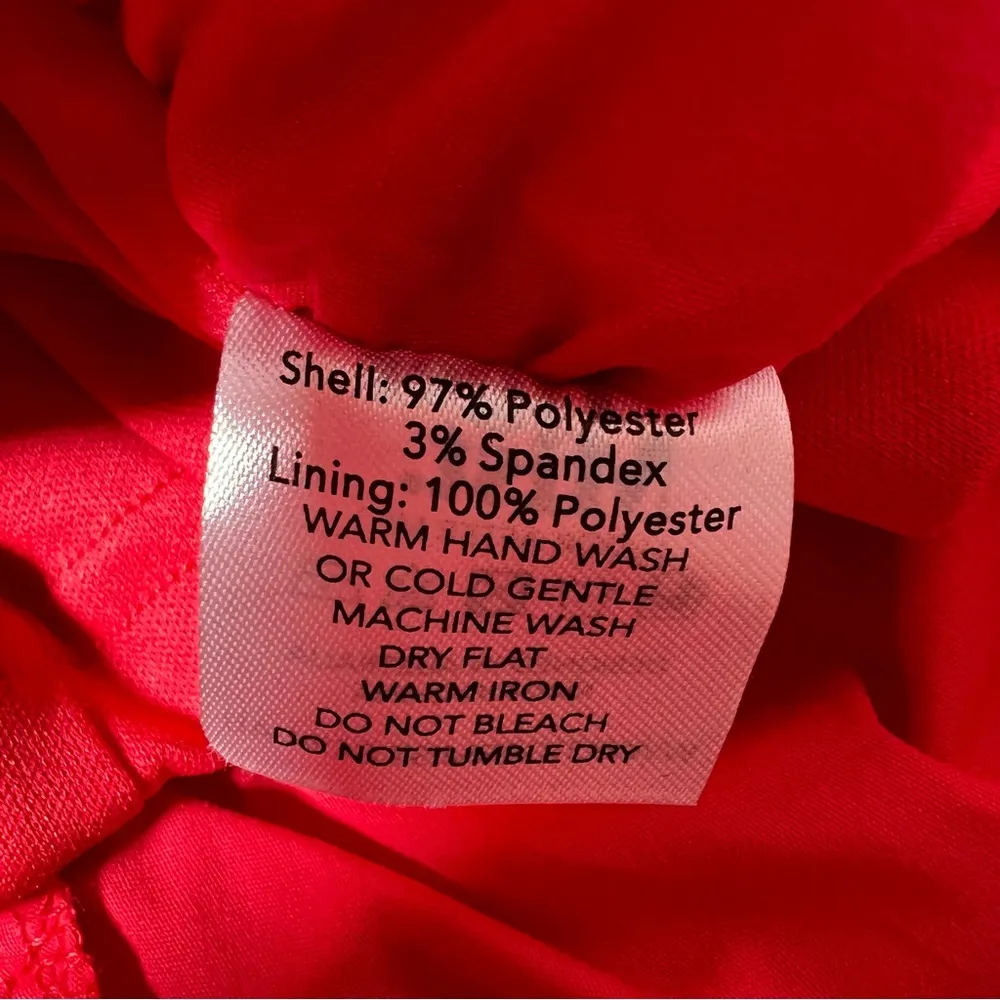 Shell: 97% Polyester
3% Spandex
Lining: 100% Polyester
WARM HAND WASH
OR COLD GENTLE
MACHINE WASH
DRY FLAT
WARM IRON
DO NOT BLEACH
DO NOT TUMBLE DRY